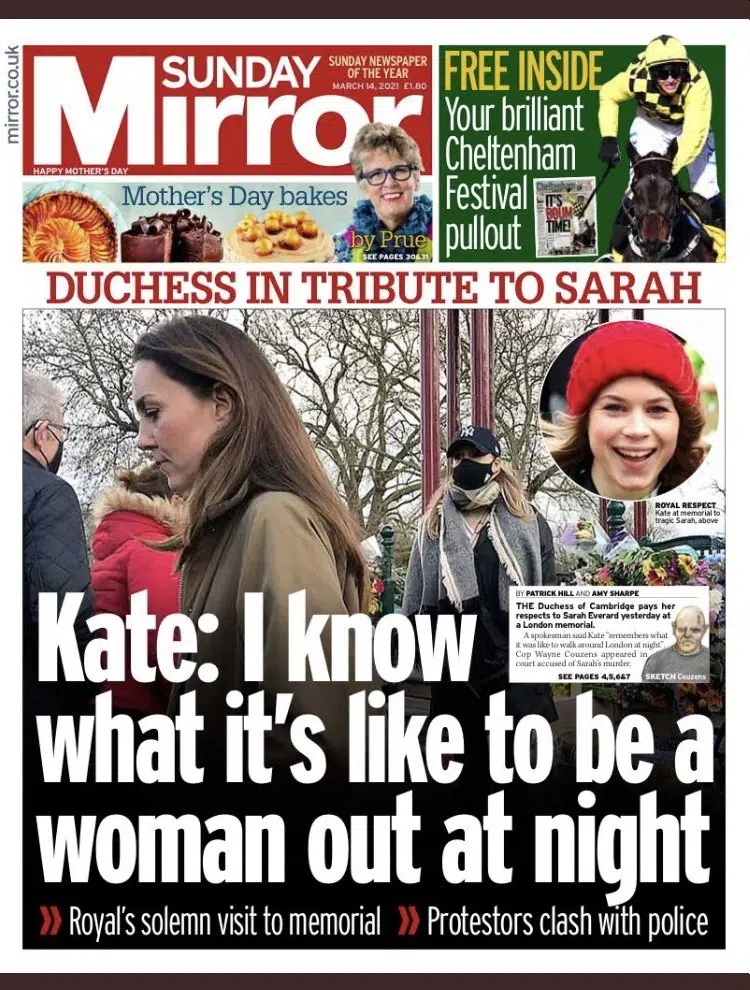 mirror.co.uk
SUNDAY
Mirror
SUNDAY NEWSPAPER
OF THE YEAR
MARCH 14, 2021 £1.80
HAPPY MOTHER'S DAY
Mother's Day bakes
by Prue
SEE PAGES 30&31
FREE INSIDE
Your brilliant
Cheltenham
Festival
pullout
IT'S
BOUM
TIME!
DUCHESS IN TRIBUTE TO SARAH
ROYAL RESPECT
Kate at memorial to
tragic Sarah, above
BY PATRICK HILL AND AMY SHARPE
THE Duchess of Cambridge pays her
respects to Sarah Everard yesterday at
a London memorial.
A spokesman said Kate "remembers what
it was like to walk around London at night".
Cop Wayne Couzens appeared in
court accused of Sarah's murder.
SEE PAGES 4,5,6&7
SKETCH Couzens
Kate: I know
what it's like to be a
woman out at night
Royal's solemn visit to memorial
Protestors clash with police